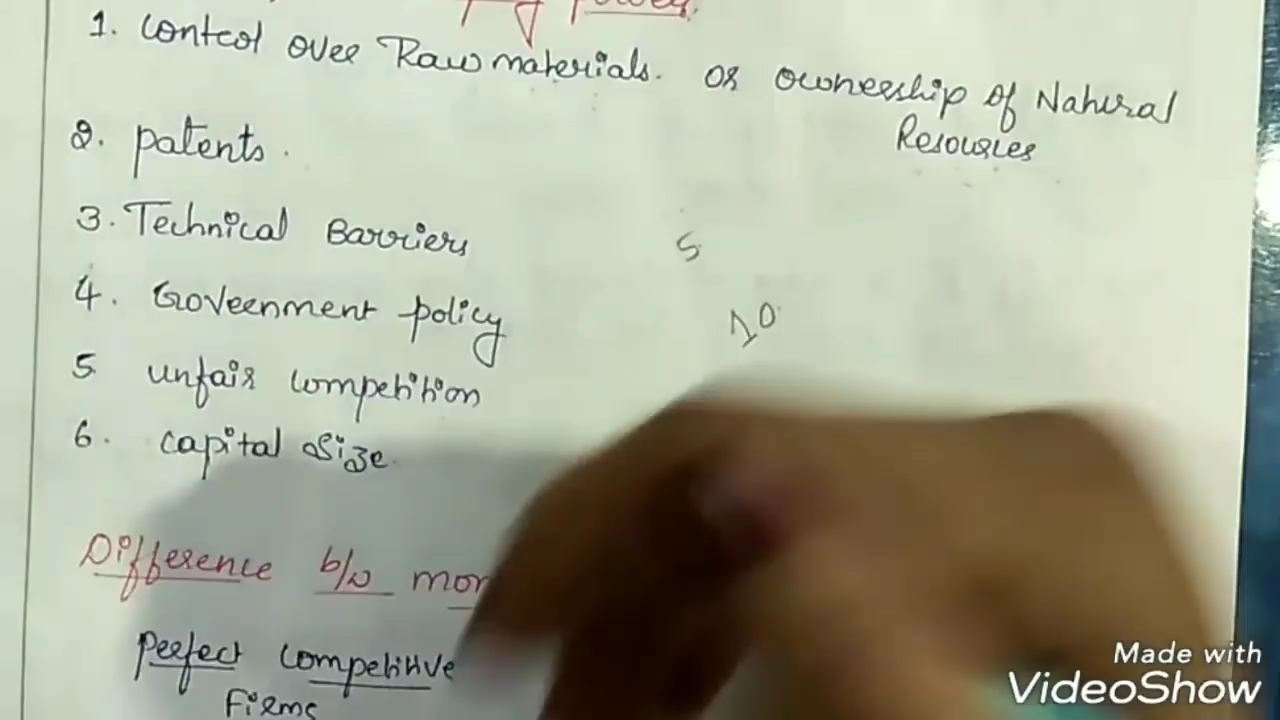 1. Control over Raw materials. or ownership of Natural
Resources
2. patents.
3. Technical Barriers
4. Government policy
5 unfair competition
6. capital size.
5
10
Difference b/w
perfect competitive
Firms
Made with
VideoShow